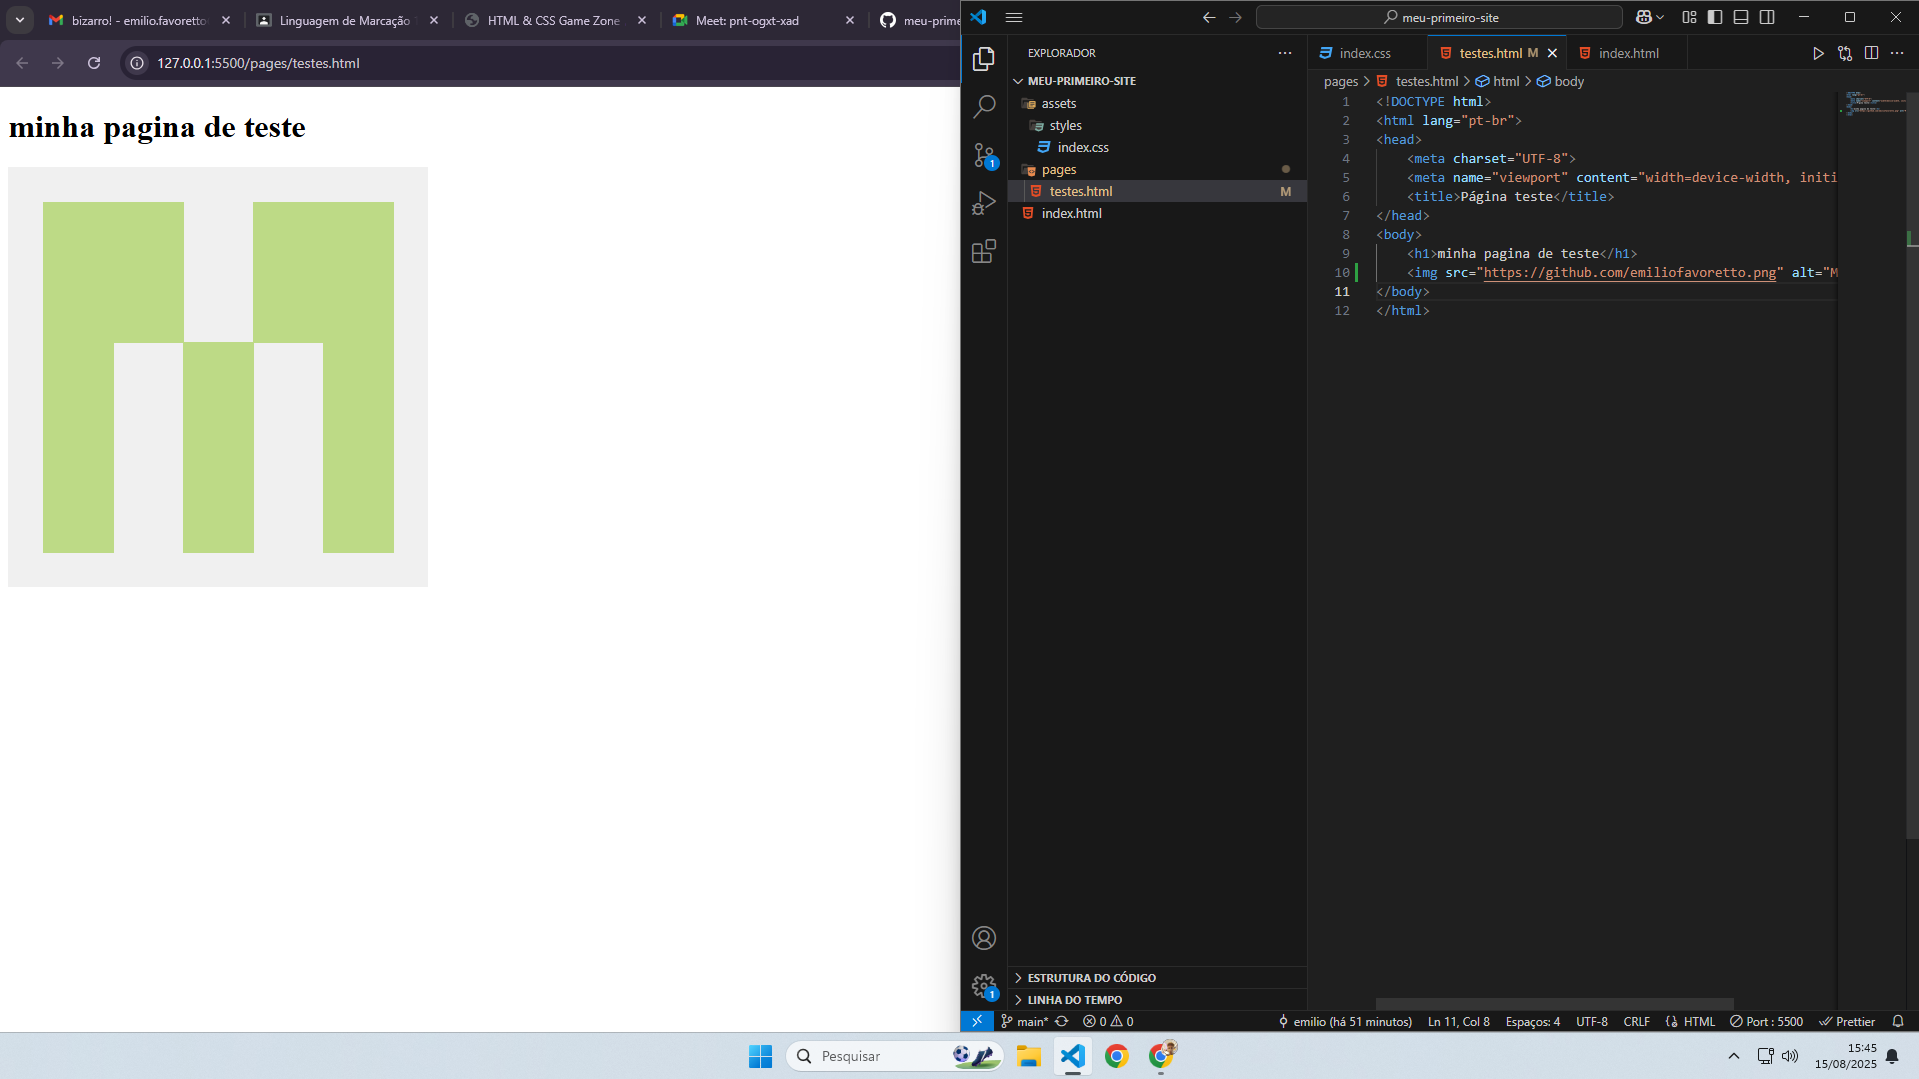 bizarro! - emilio.favoretto
Linguagem de Marcação
HTML & CSS Game Zone
Meet: pnt-ogxt-xad
meu-prime
127.0.0.1:5500/pages/testes.html
minha pagina de teste
meu-primeiro-site
EXPLORADOR
MEU-PRIMEIRO-SITE
assets
styles
index.css
pages
testes.html M
index.html
index.css
testes.html M
index.html
pages > testes.html > html > body
1 <!DOCTYPE html>
2 <html lang="pt-br">
3 <head>
4 <meta charset="UTF-8">
5 <meta name="viewport" content="width=device-width, initi
6 <title>Página teste</title>
7 </head>
8 <body>
9 <h1>minha pagina de teste</h1>
10 <img src="https://github.com/emiliofavoretto.png" alt="M
11 </body>
12 </html>
1
1
ESTRUTURA DO CÓDIGO
LINHA DO TEMPO
main* 0 0 emilio (há 51 minutos) Ln 11, Col 8 Espaços: 4 UTF-8 CRLF {} HTML Port : 5500 Prettier
Pesquisar
15:45
15/08/2025